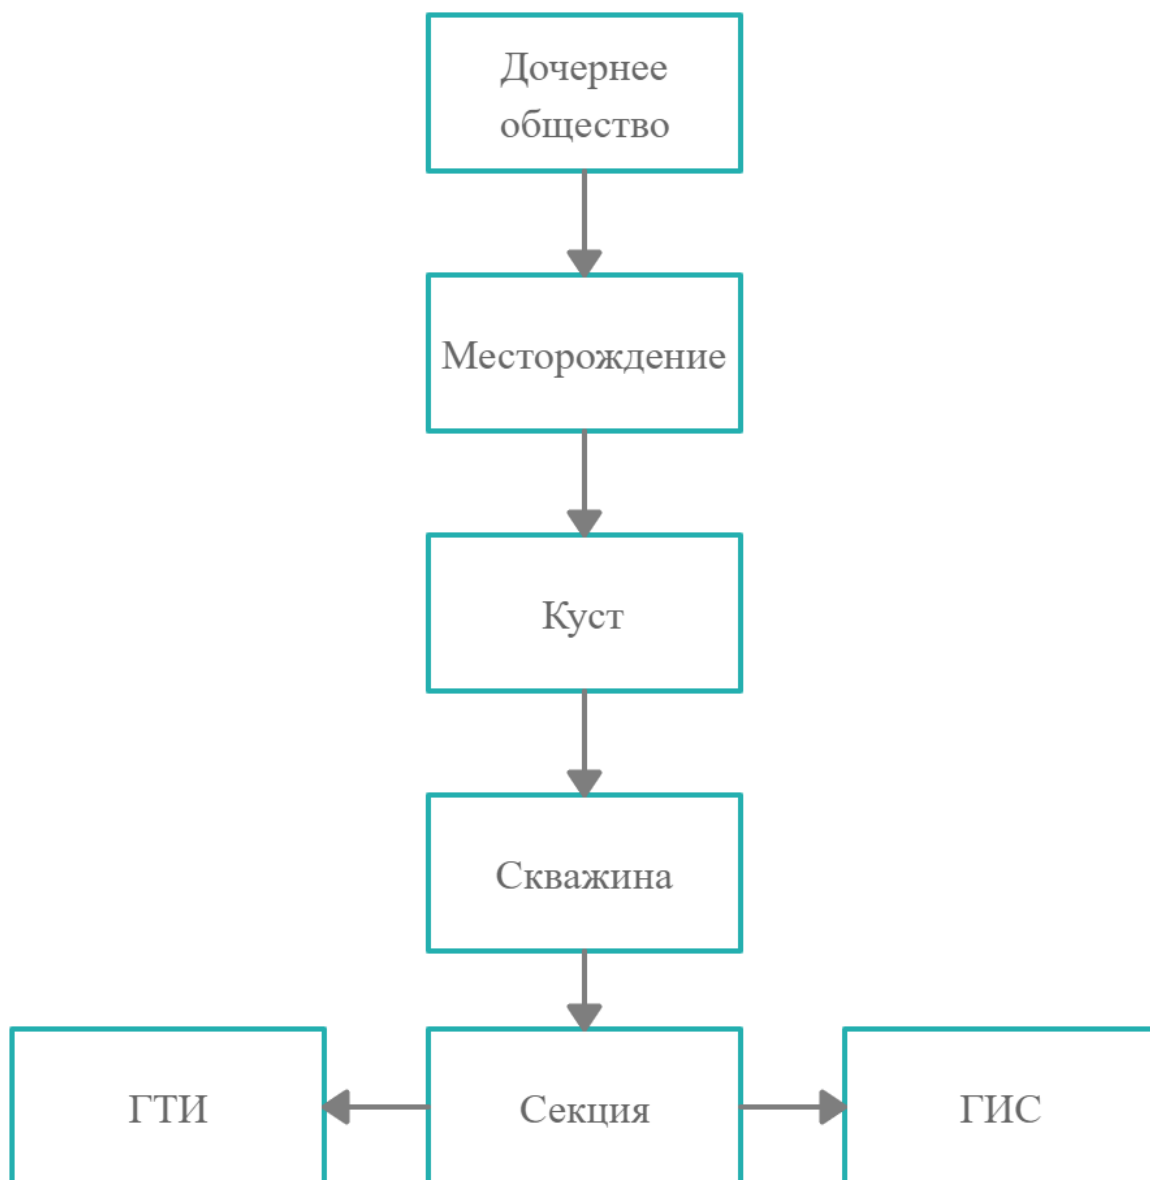 Дочернее
общество
Месторождение
Куст
Скважина
ГТИ
Секция
ГИС